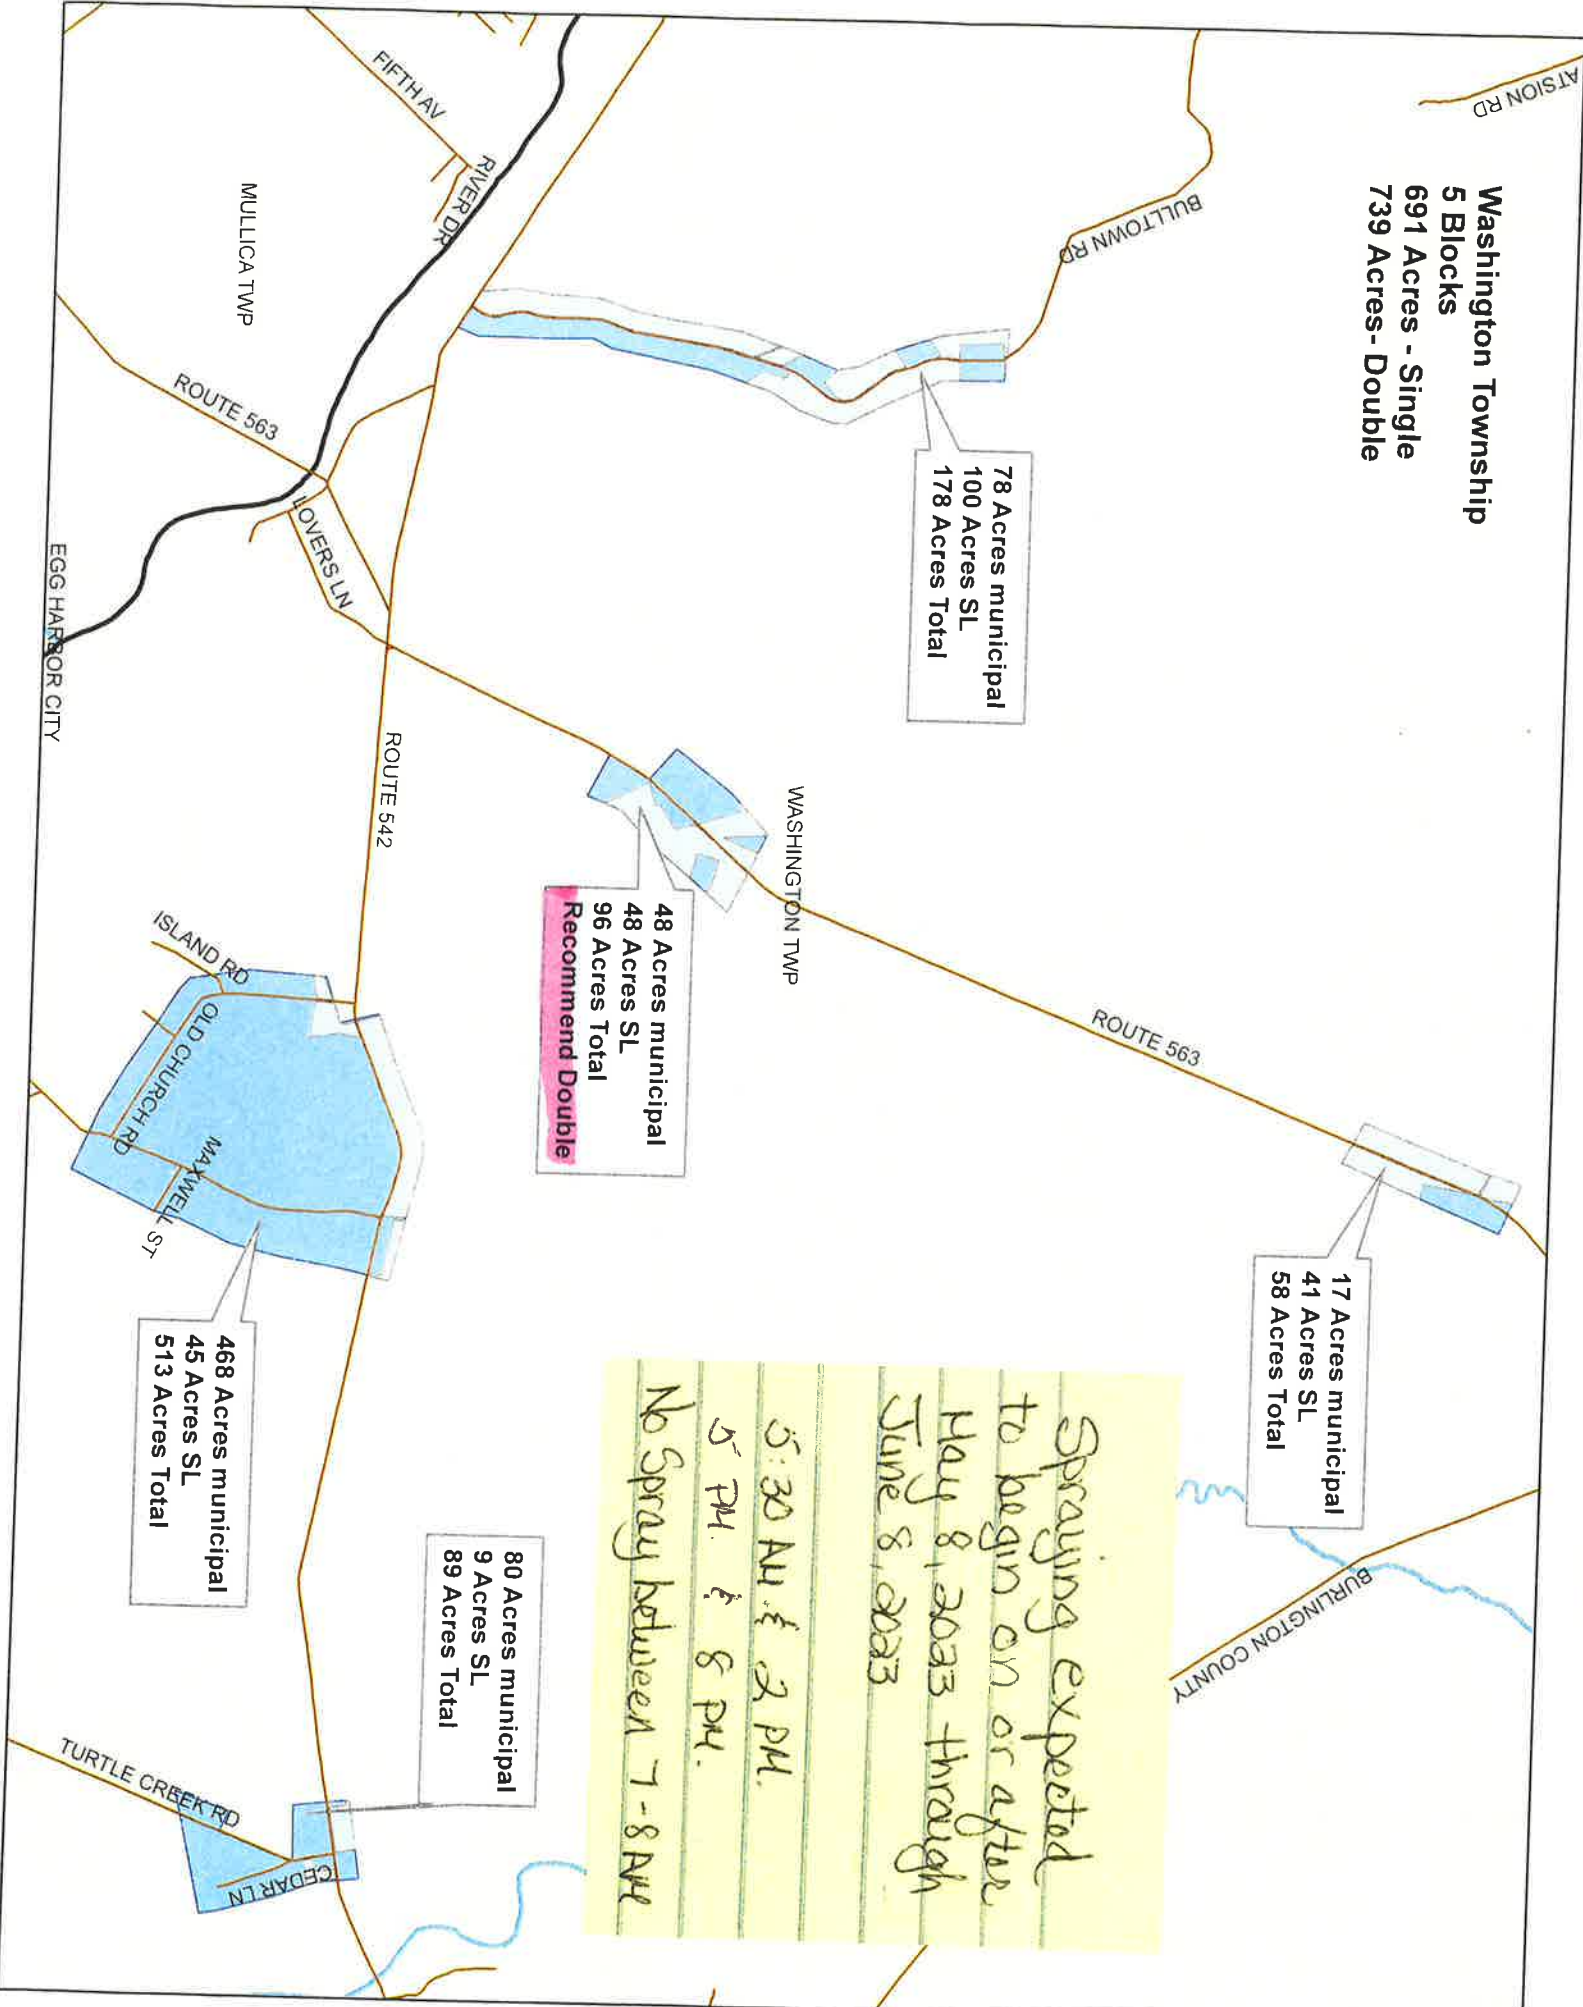 Washington Township
5 Blocks
691 Acres - Single
739 Acres- Double
ATSION RD
BULLTOWN RD
FIFTH AV
RIVER DR
MULLICA TWP
ROUTE 563
LOVERS LN
EGG HARBOR CITY
78 Acres municipal
100 Acres SL
178 Acres Total
WASHINGTON TWP
ROUTE 542
48 Acres municipal
48 Acres SL
96 Acres Total
Recommend Double
ROUTE 563
17 Acres municipal
41 Acres SL
58 Acres Total
BURLINGTON COUNTY
ISLAND RD
OLD CHURCH RD
MAXWELL ST
468 Acres municipal
45 Acres SL
513 Acres Total
80 Acres municipal
9 Acres SL
89 Acres Total
TURTLE CREEK RD
CEDAR LN
Spraying expected
to begin on or after
May 8, 2023 through
June 8, 2023
5:30 AM & 2 PM.
5 PM. & 8 PM.
No Spray between 7-8 AM